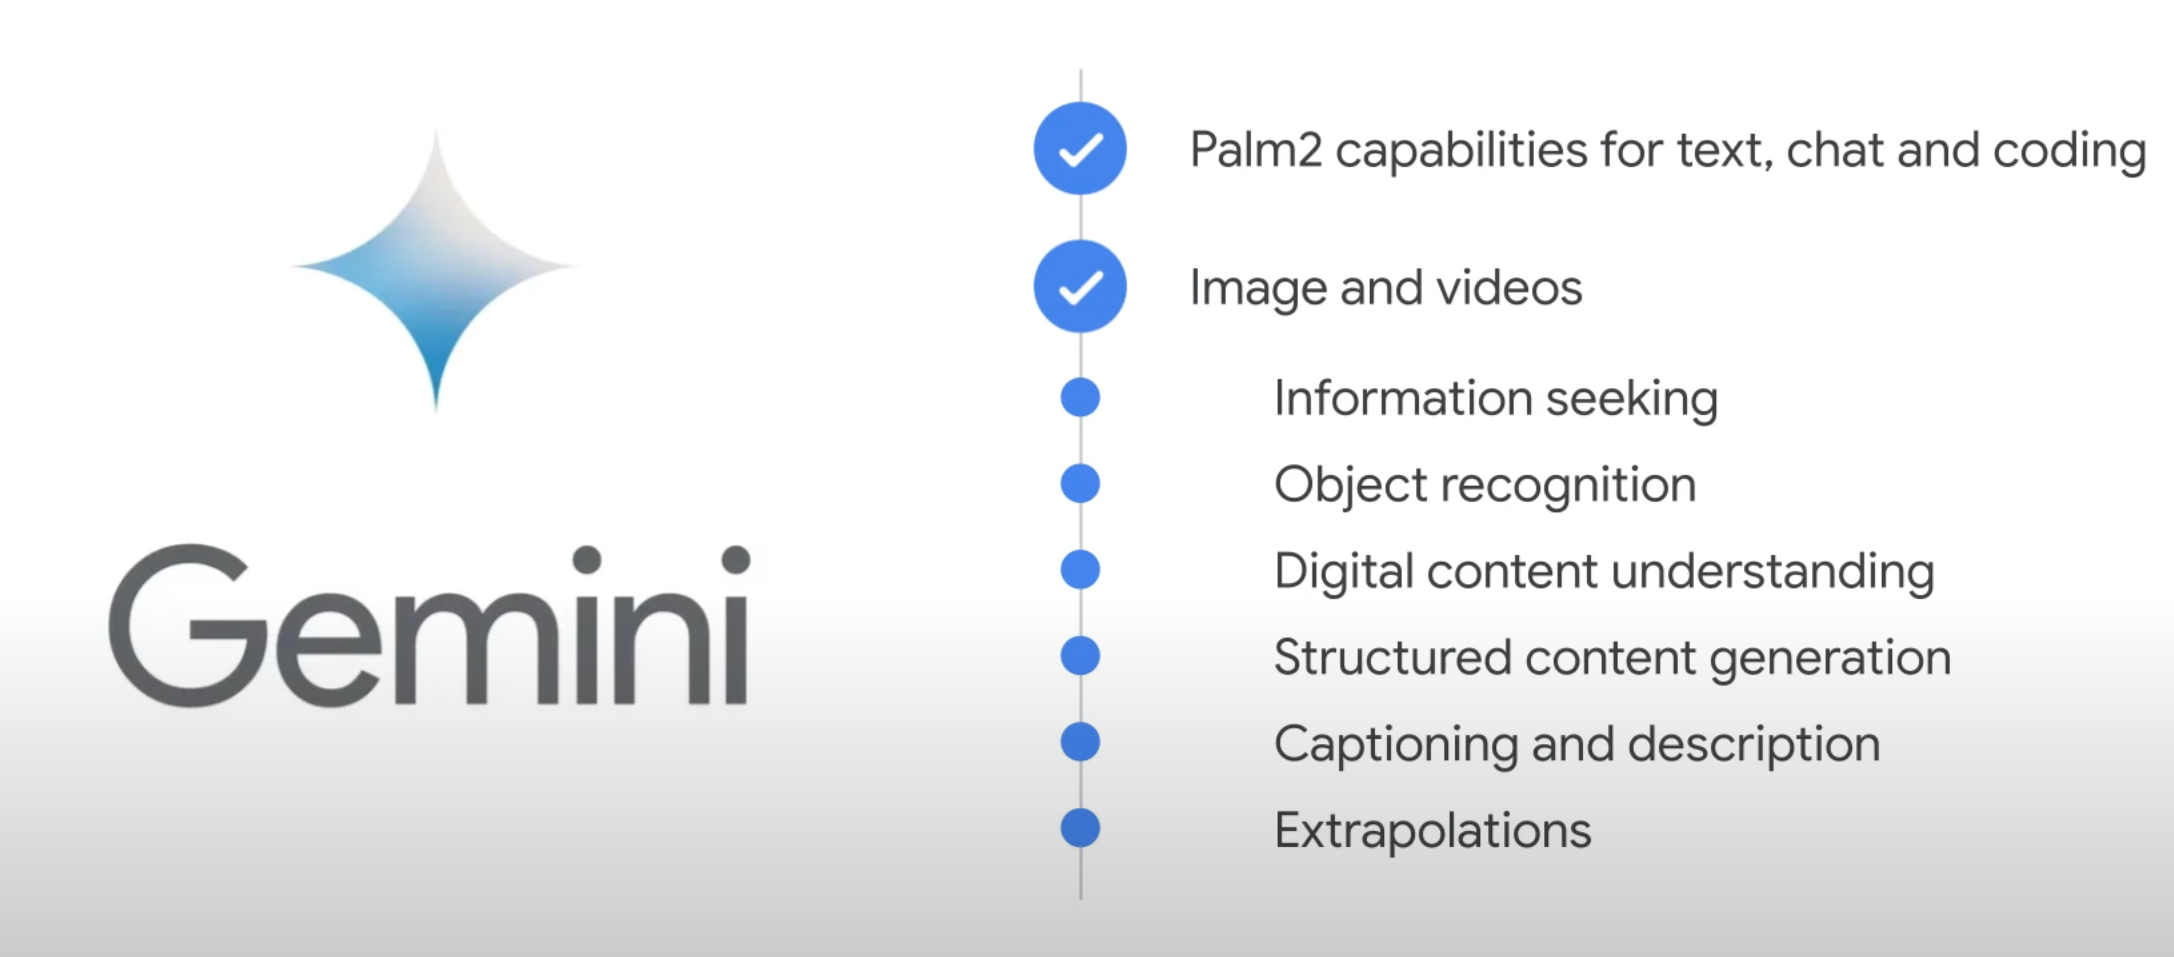 Gemini
Palm2 capabilities for text, chat and coding
Image and videos
Information seeking
Object recognition
Digital content understanding
Structured content generation
Captioning and description
Extrapolations